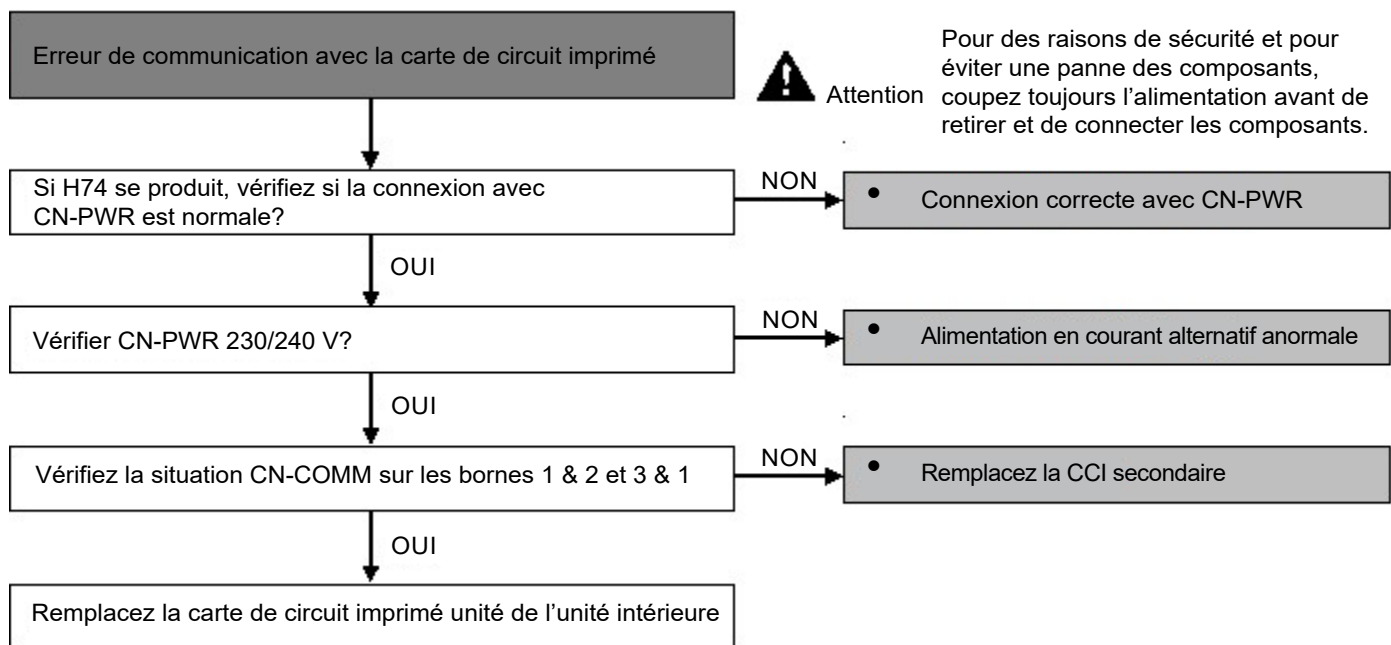 Erreur de communication avec la carte de circuit imprimé
Attention
Pour des raisons de sécurité et pour
éviter une panne des composants,
coupez toujours l’alimentation avant de
retirer et de connecter les composants.
Si H74 se produit, vérifiez si la connexion avec
CN-PWR est normale?
NON
• Connexion correcte avec CN-PWR
OUI
Vérifier CN-PWR 230/240 V?
NON
• Alimentation en courant alternatif anormale
OUI
Vérifiez la situation CN-COMM sur les bornes 1 & 2 et 3 & 1
NON
• Remplacez la CCI secondaire
OUI
Remplacez la carte de circuit imprimé unité de l’unité intérieure